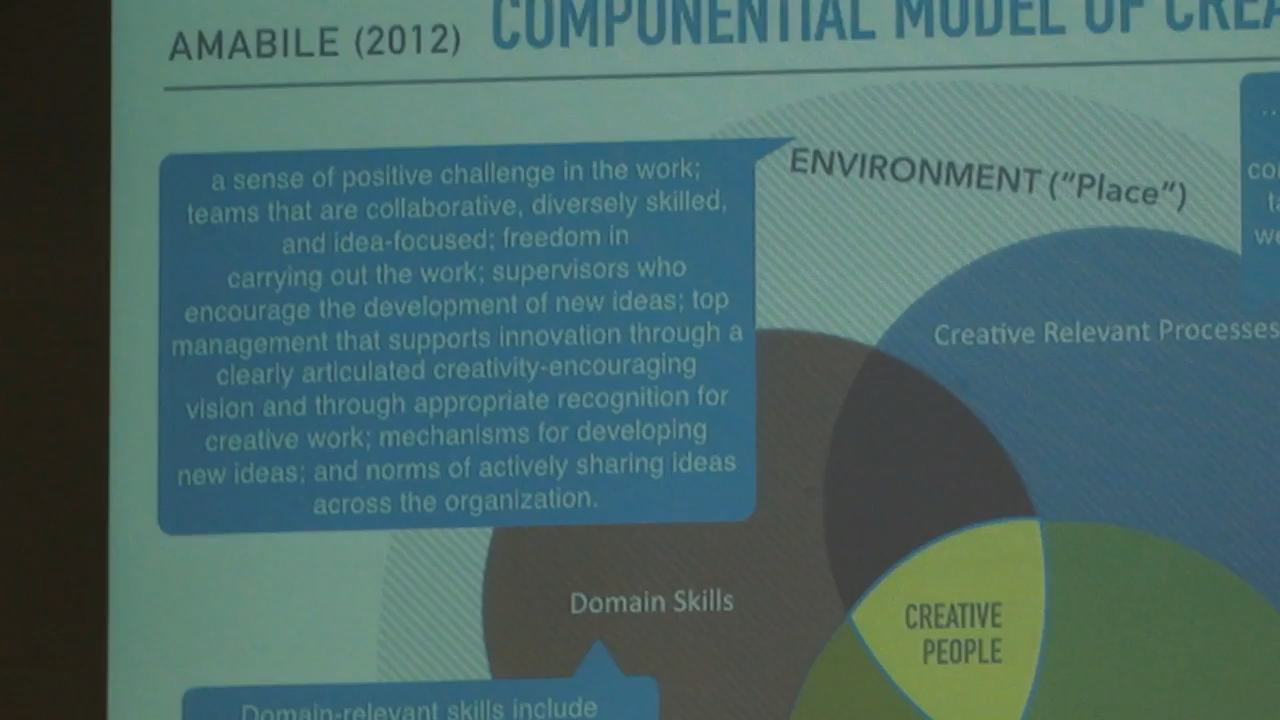 AMABILE (2012) COMPONENTIAL MODEL OF CREA
a sense of positive challenge in the work;
teams that are collaborative, diversely skilled,
and idea-focused; freedom in
carrying out the work; supervisors who
encourage the development of new ideas; top
management that supports innovation through a
clearly articulated creativity-encouraging
vision and through appropriate recognition for
creative work; mechanisms for developing
new ideas; and norms of actively sharing ideas
across the organization.
ENVIRONMENT ("Place")
Creative Relevant Processes
Domain Skills
CREATIVE
PEOPLE
Domain-relevant skills include